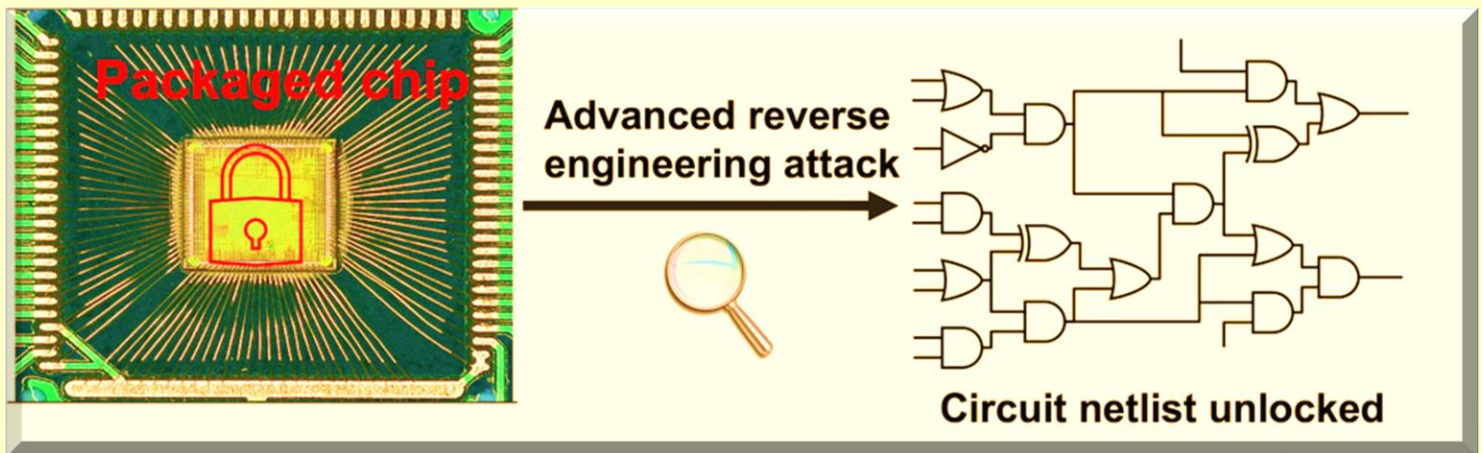 Packaged chip
Advanced reverse
engineering attack
Circuit netlist unlocked